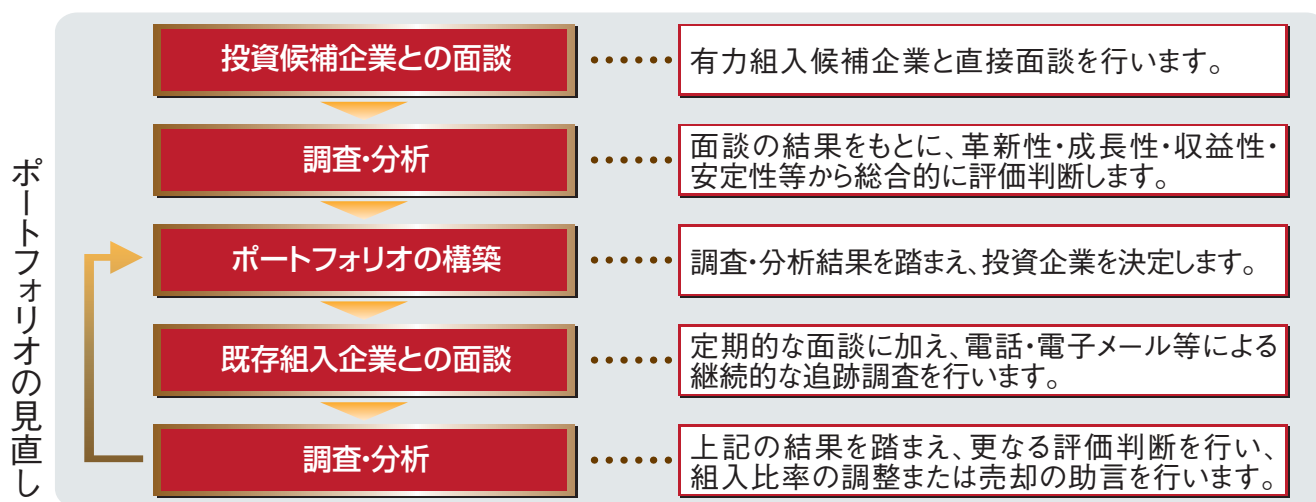 投資候補企業との面談
有力組入候補企業と直接面談を行います。
調査・分析
面談の結果をもとに、革新性・成長性・収益性・
安定性等から総合的に評価判断します。
ポートフォリオの構築
調査・分析結果を踏まえ、投資企業を決定します。
既存組入企業との面談
定期的な面談に加え、電話・電子メール等による
継続的な追跡調査を行います。
調査・分析
上記の結果を踏まえ、更なる評価判断を行い、
組入比率の調整または売却の助言を行います。
ポートフォリオの見直し